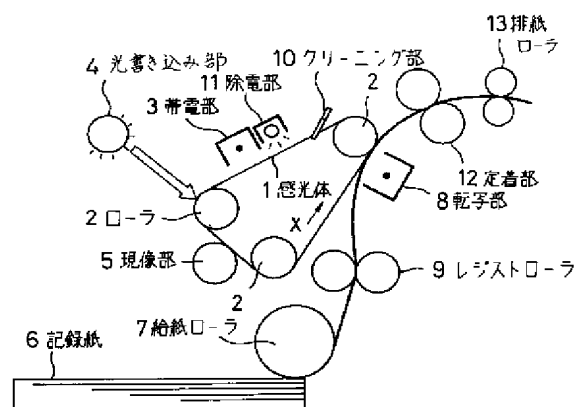 13 排紙
ローラ
10 クリーニング部
4 光書き込み部
11 除電部
3 帯電部
2
1 感光体
12 定着部
8 転写部
2 ローラ
X
5 現像部
2
9 レジストローラ
7 給紙ローラ
6 記録紙